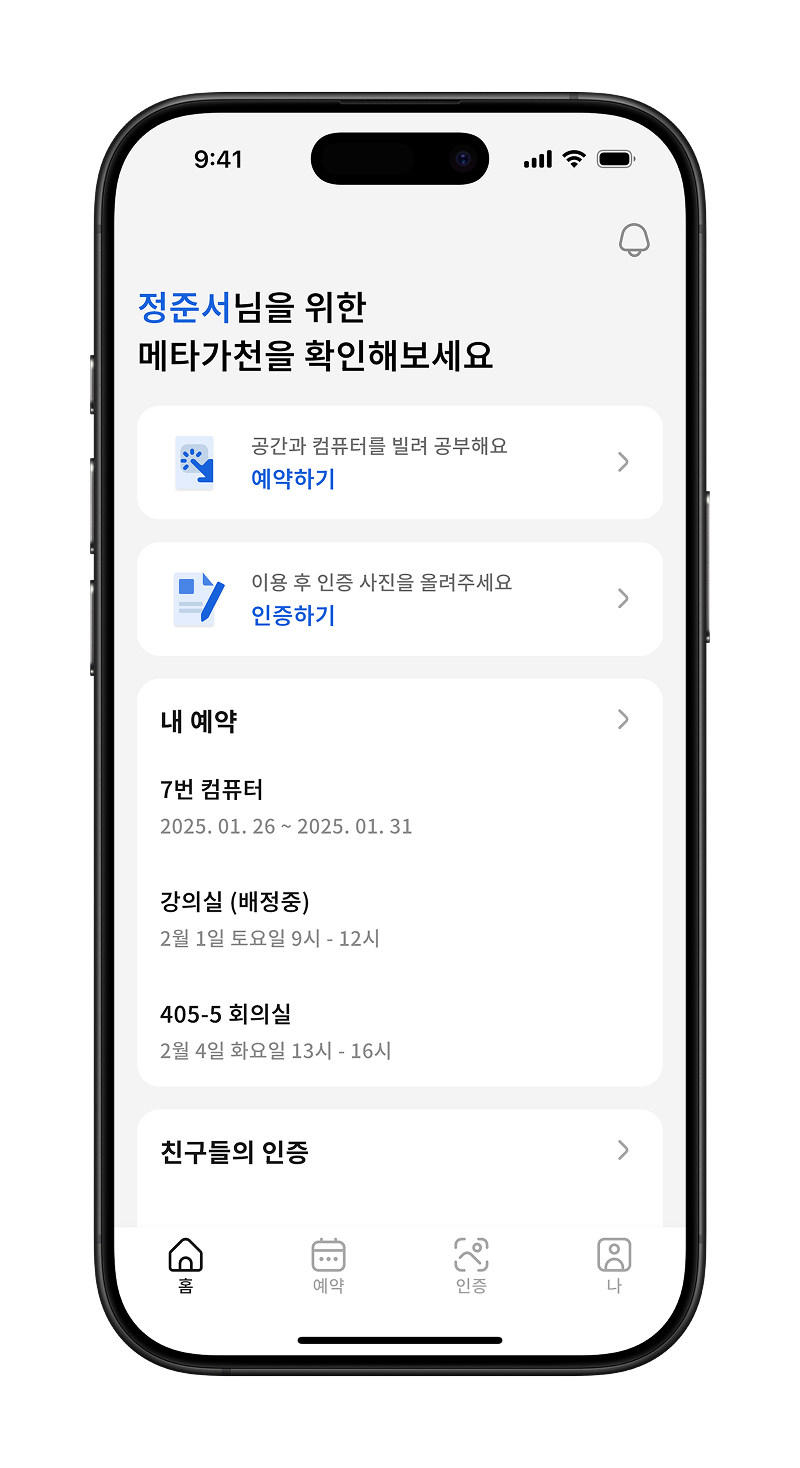 9:41
정준서님을 위한
메타가천을 확인해보세요
공간과 컴퓨터를 빌려 공부해요
예약하기
이용 후 인증 사진을 올려주세요
인증하기
내 예약
7번 컴퓨터
2025. 01. 26 ~ 2025. 01. 31
강의실 (배정중)
2월 1일 토요일 9시 - 12시
405-5 회의실
2월 4일 화요일 13시 - 16시
친구들의 인증
홈 예약 인증 나